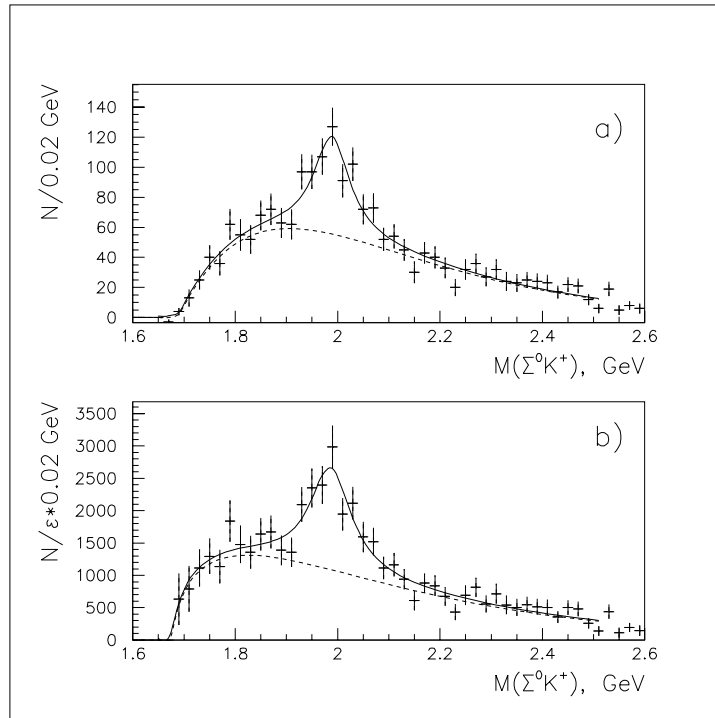 N/0.02 GeV
140
120
100
80
60
40
20
0
a)
1.6 1.8 2 2.2 2.4 2.6
M(Σ⁰K⁺), GeV
N/ε*0.02 GeV
3500
3000
2500
2000
1500
1000
500
0
b)
1.6 1.8 2 2.2 2.4 2.6
M(Σ⁰K⁺), GeV